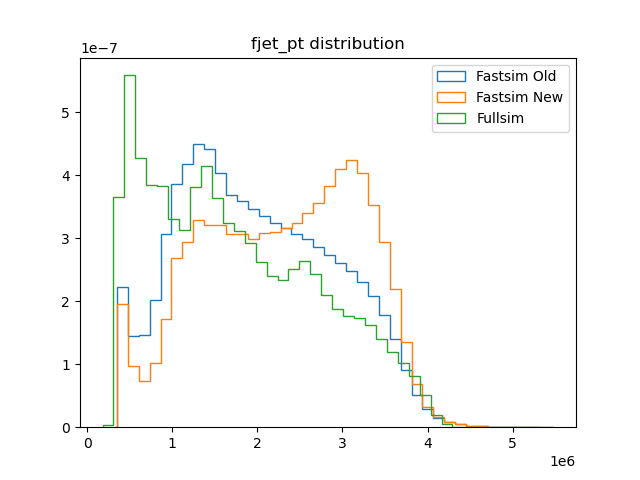 fjet_pt distribution
1e−7
Fastsim Old
Fastsim New
Fullsim
5
4
3
2
1
0
0 1 2 3 4 5
1e6